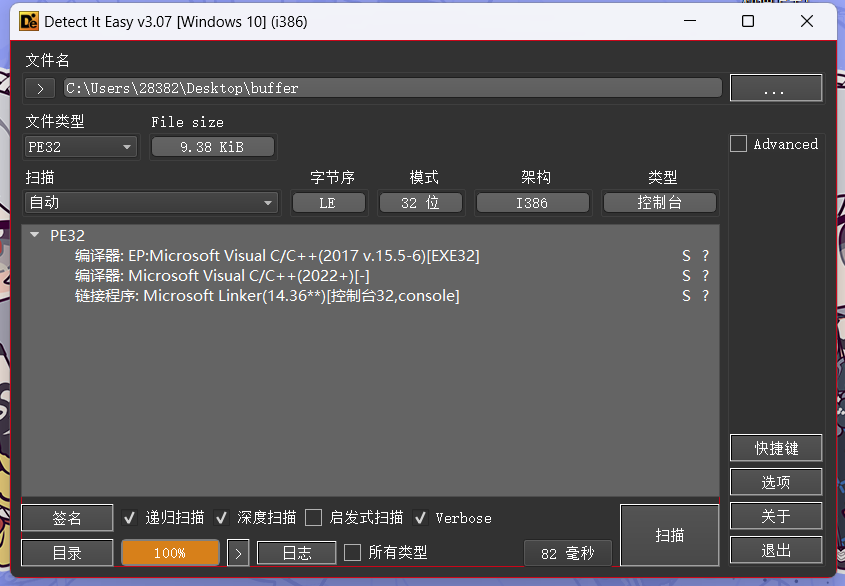 Detect It Easy v3.07 [Windows 10] (i386)
文件名
> C:\Users\28382\Desktop\buffer ...
文件类型 File size
PE32 9.38 KiB Advanced
扫描 字节序 模式 架构 类型
自动 LE 32 位 I386 控制台
PE32
编译器: EP:Microsoft Visual C/C++(2017 v.15.5-6)[EXE32] S ?
编译器: Microsoft Visual C/C++(2022+)[-] S ?
链接程序: Microsoft Linker(14.36**)[控制台32,console] S ?
快捷键
选项
签名 递归扫描 深度扫描 启发式扫描 Verbose 扫描 关于
目录 100% > 日志 所有类型 82 毫秒 退出